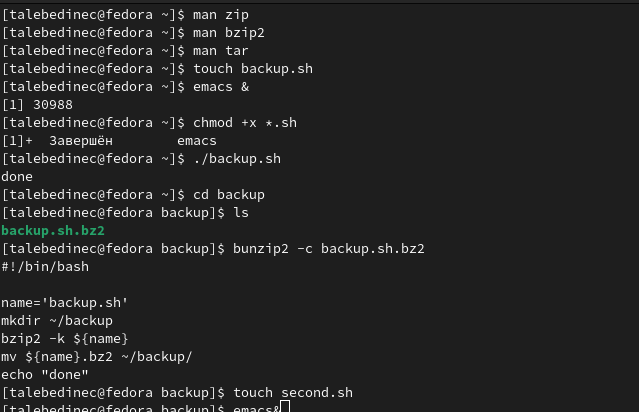 [talebedinec@fedora ~]$ man zip
[talebedinec@fedora ~]$ man bzip2
[talebedinec@fedora ~]$ man tar
[talebedinec@fedora ~]$ touch backup.sh
[talebedinec@fedora ~]$ emacs &
[1] 30988
[talebedinec@fedora ~]$ chmod +x *.sh
[1]+  Завершён        emacs
[talebedinec@fedora ~]$ ./backup.sh
done
[talebedinec@fedora ~]$ cd backup
[talebedinec@fedora backup]$ ls
backup.sh.bz2
[talebedinec@fedora backup]$ bunzip2 -c backup.sh.bz2
#!/bin/bash

name='backup.sh'
mkdir ~/backup
bzip2 -k ${name}
mv ${name}.bz2 ~/backup/
echo "done"
[talebedinec@fedora backup]$ touch second.sh
[talebedinec@fedora backup]$ emacs&